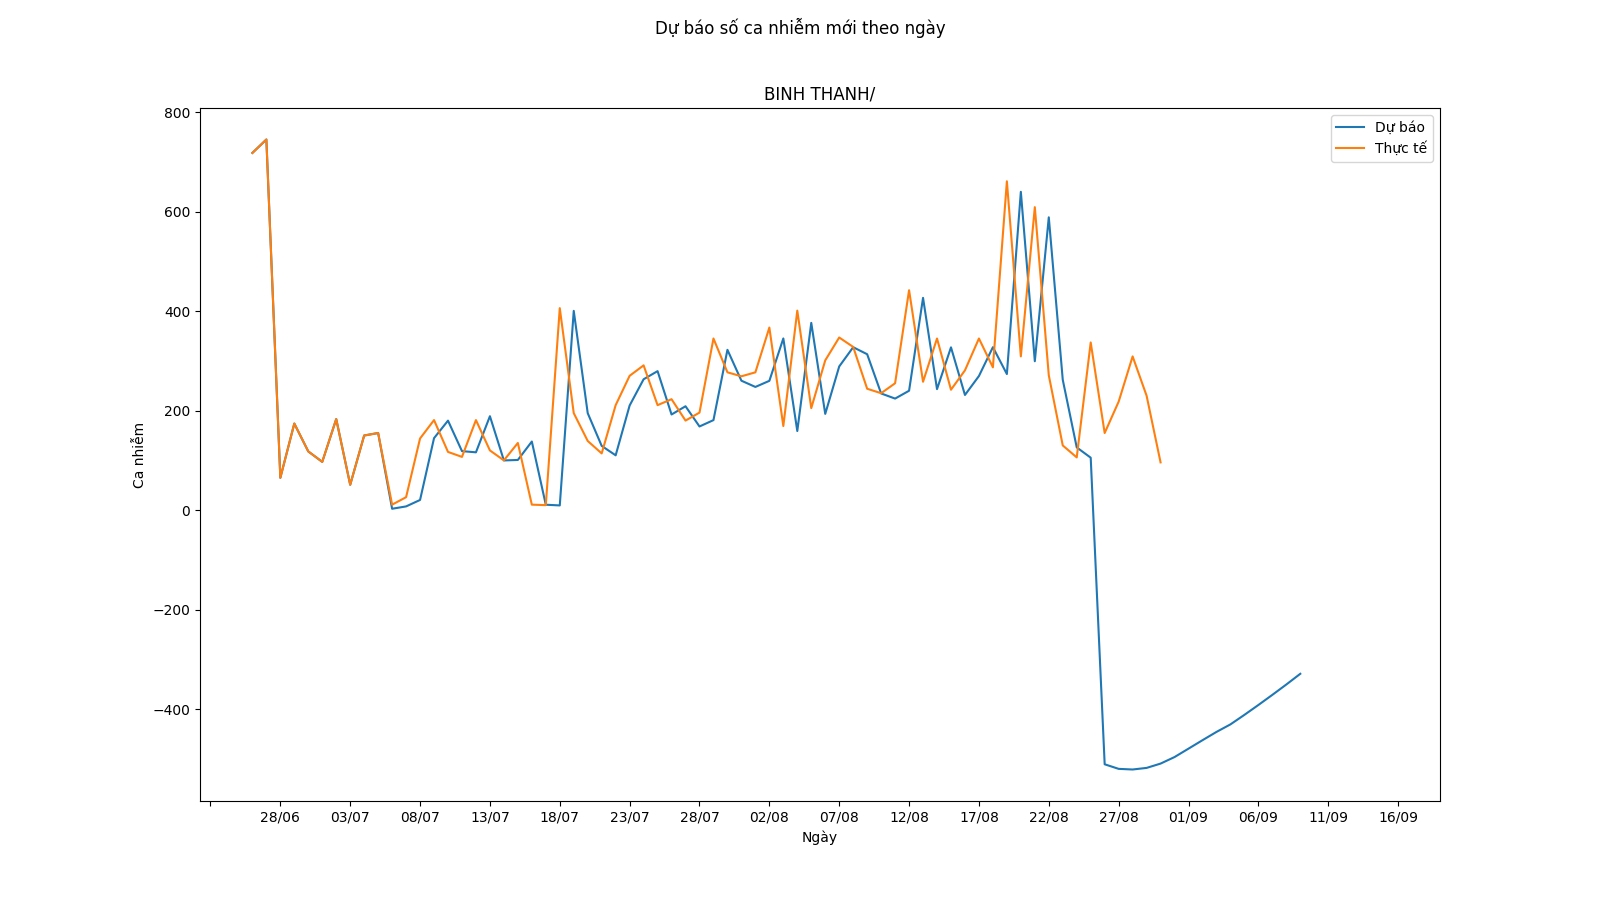 Dự báo số ca nhiễm mới theo ngày
BINH THANH/
Dự báo
Thực tế
800
600
400
200
0
−200
−400
Ca nhiễm
28/06 03/07 08/07 13/07 18/07 23/07 28/07 02/08 07/08 12/08 17/08 22/08 27/08 01/09 06/09 11/09 16/09
Ngày